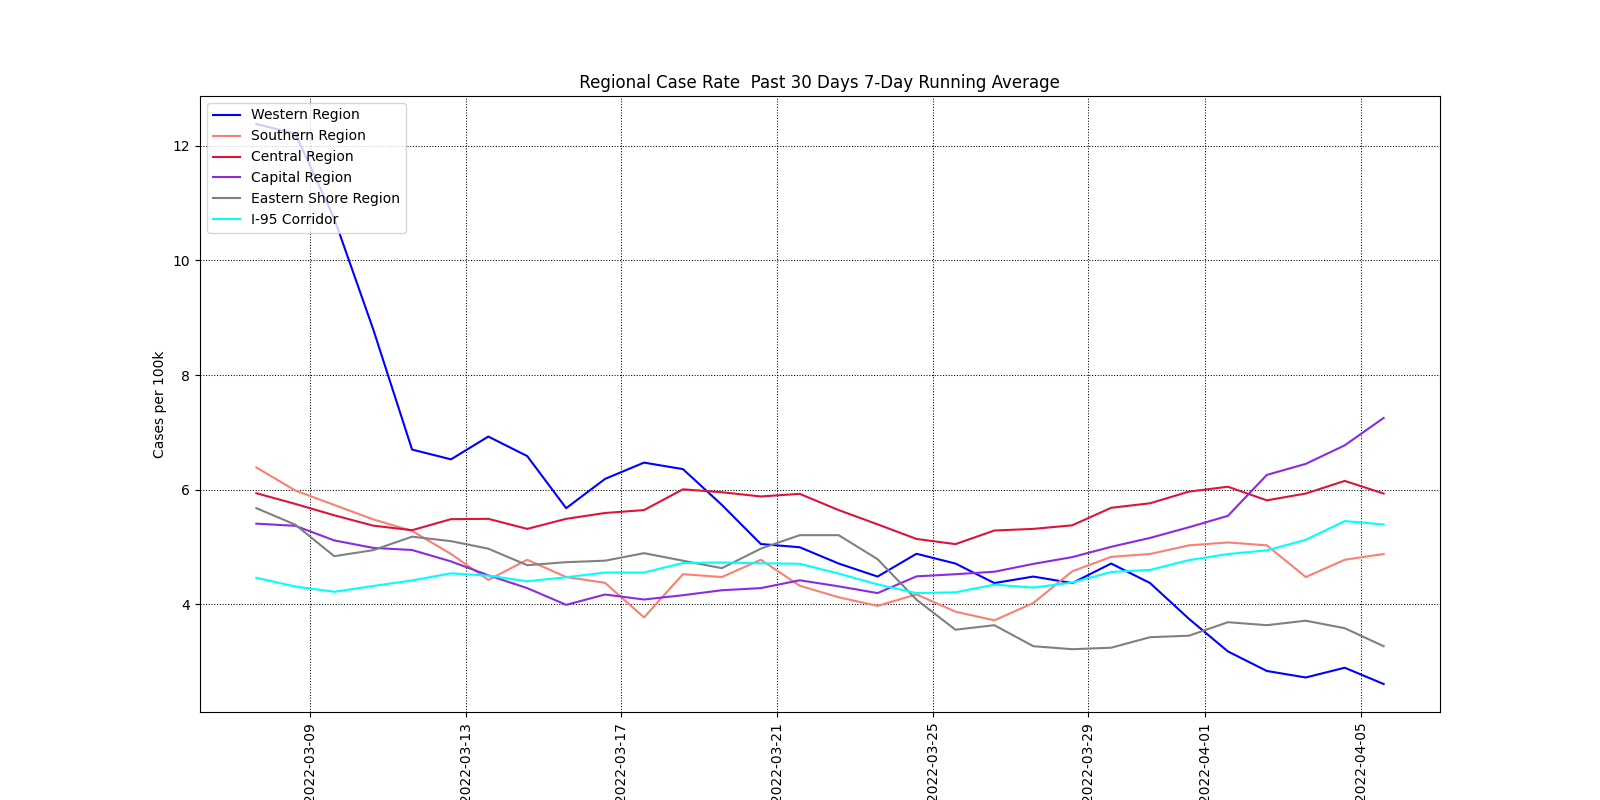 Regional Case Rate  Past 30 Days 7-Day Running Average
Western Region
Southern Region
Central Region
Capital Region
Eastern Shore Region
I-95 Corridor
Cases per 100k
12
10
8
6
4
2022-03-09
2022-03-13
2022-03-17
2022-03-21
2022-03-25
2022-03-29
2022-04-01
2022-04-05